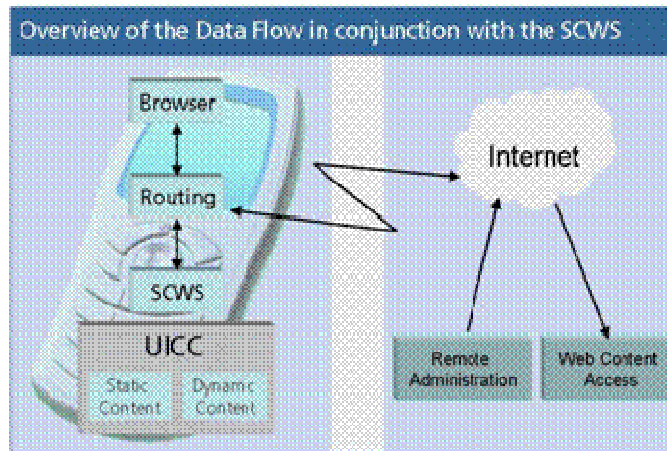 Overview of the Data Flow in conjunction with the SCWS
Browser
Routing
SCWS
UICC
Static
Content
Dynamic
Content
Internet
Remote
Administration
Web Content
Access